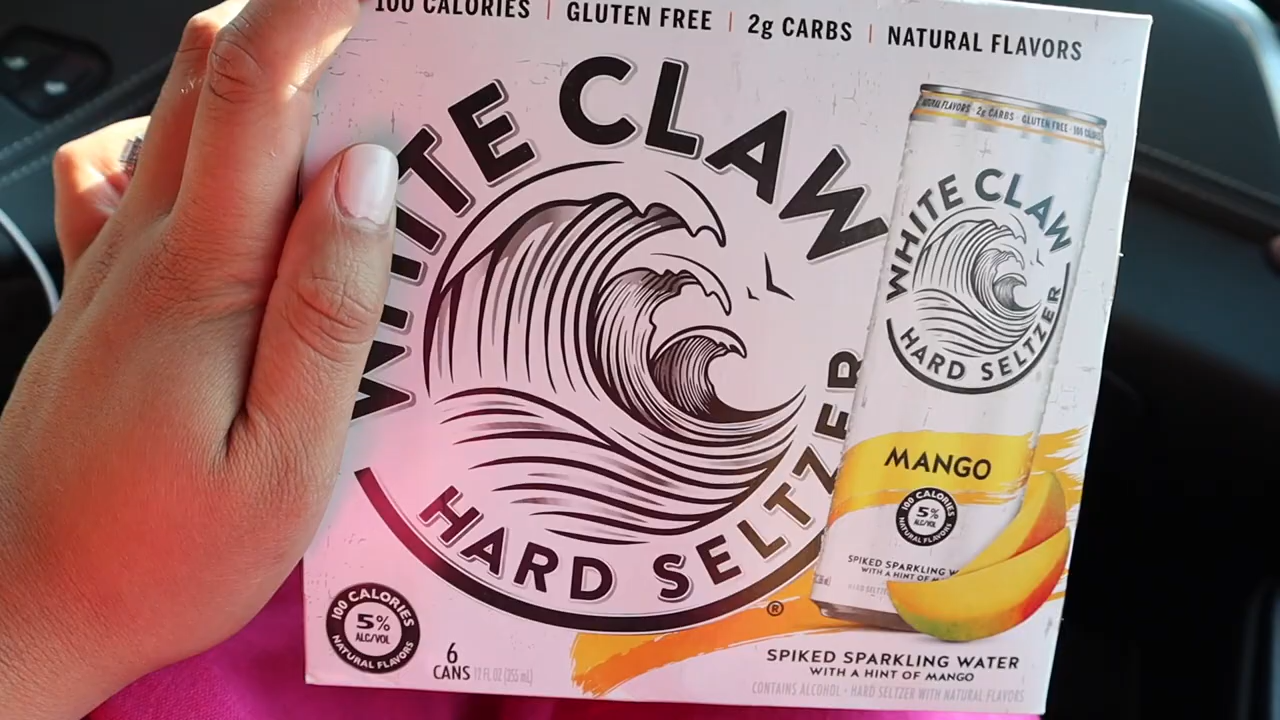 100 CALORIES | GLUTEN FREE | 2g CARBS | NATURAL FLAVORS
WHITE CLAW
HARD SELTZER
®
100 CALORIES
5%
ALC/VOL
NATURAL FLAVORS
6
CANS 12 FL OZ (355 mL)
NATURAL FLAVORS · 2g CARBS · GLUTEN FREE · 100 CALORIES
WHITE CLAW
HARD SELTZER
MANGO
100 CALORIES
5%
ALC/VOL
NATURAL FLAVORS
SPIKED SPARKLING W
WITH A HINT OF M
HARD SELTZE
SPIKED SPARKLING WATER
WITH A HINT OF MANGO
CONTAINS ALCOHOL • HARD SELTZER WITH NATURAL FLAVORS